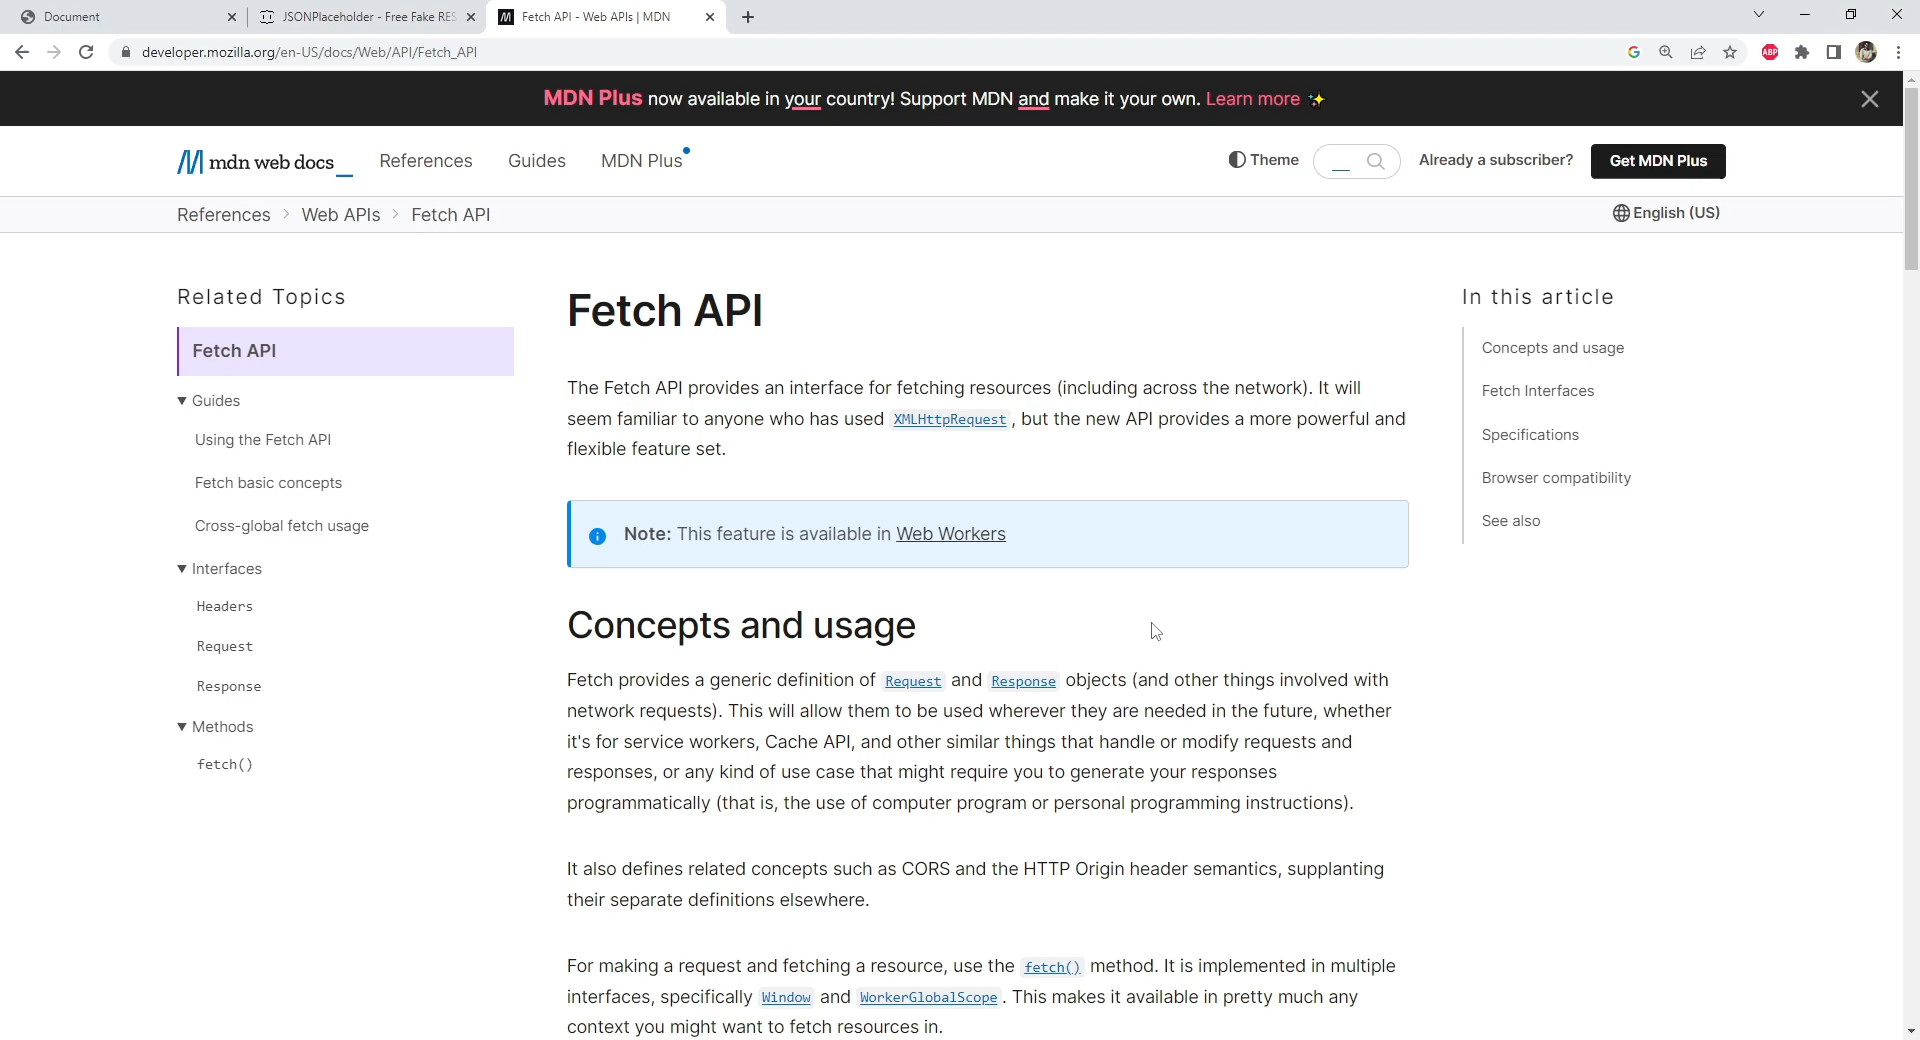 Document
JSONPlaceholder - Free Fake RES
Fetch API - Web APIs | MDN
developer.mozilla.org/en-US/docs/Web/API/Fetch_API
ABP
MDN Plus now available in your country! Support MDN and make it your own. Learn more ✨
mdn web docs
References
Guides
MDN Plus
Theme
Already a subscriber?
Get MDN Plus
References > Web APIs > Fetch API
English (US)
Related Topics
Fetch API
▼ Guides
Using the Fetch API
Fetch basic concepts
Cross-global fetch usage
▼ Interfaces
Headers
Request
Response
▼ Methods
fetch()
Fetch API
The Fetch API provides an interface for fetching resources (including across the network). It will
seem familiar to anyone who has used XMLHttpRequest, but the new API provides a more powerful and
flexible feature set.
Note: This feature is available in Web Workers
Concepts and usage
Fetch provides a generic definition of Request and Response objects (and other things involved with
network requests). This will allow them to be used wherever they are needed in the future, whether
it's for service workers, Cache API, and other similar things that handle or modify requests and
responses, or any kind of use case that might require you to generate your responses
programmatically (that is, the use of computer program or personal programming instructions).
It also defines related concepts such as CORS and the HTTP Origin header semantics, supplanting
their separate definitions elsewhere.
For making a request and fetching a resource, use the fetch() method. It is implemented in multiple
interfaces, specifically Window and WorkerGlobalScope. This makes it available in pretty much any
context you might want to fetch resources in.
In this article
Concepts and usage
Fetch Interfaces
Specifications
Browser compatibility
See also